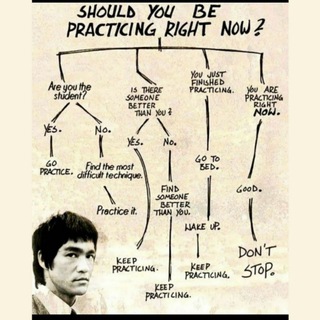 SHOULD YOU BE
PRACTICING RIGHT NOW?
Are you the
student?
YES.
No.
GO
PRACTICE.
Find the most
difficult technique.
Practice it.
IS THERE
SOMEONE
BETTER
THAN YOU?
YES.
No.
KEEP
PRACTICING.
FIND
SOMEONE
BETTER
THAN YOU.
KEEP
PRACTICING.
YOU JUST
FINISHED
PRACTICING.
GO TO
BED.
WAKE UP.
KEEP
PRACTICING.
YOU ARE
PRACTICING
RIGHT
NOW.
GOOD.
DON'T
STOP.